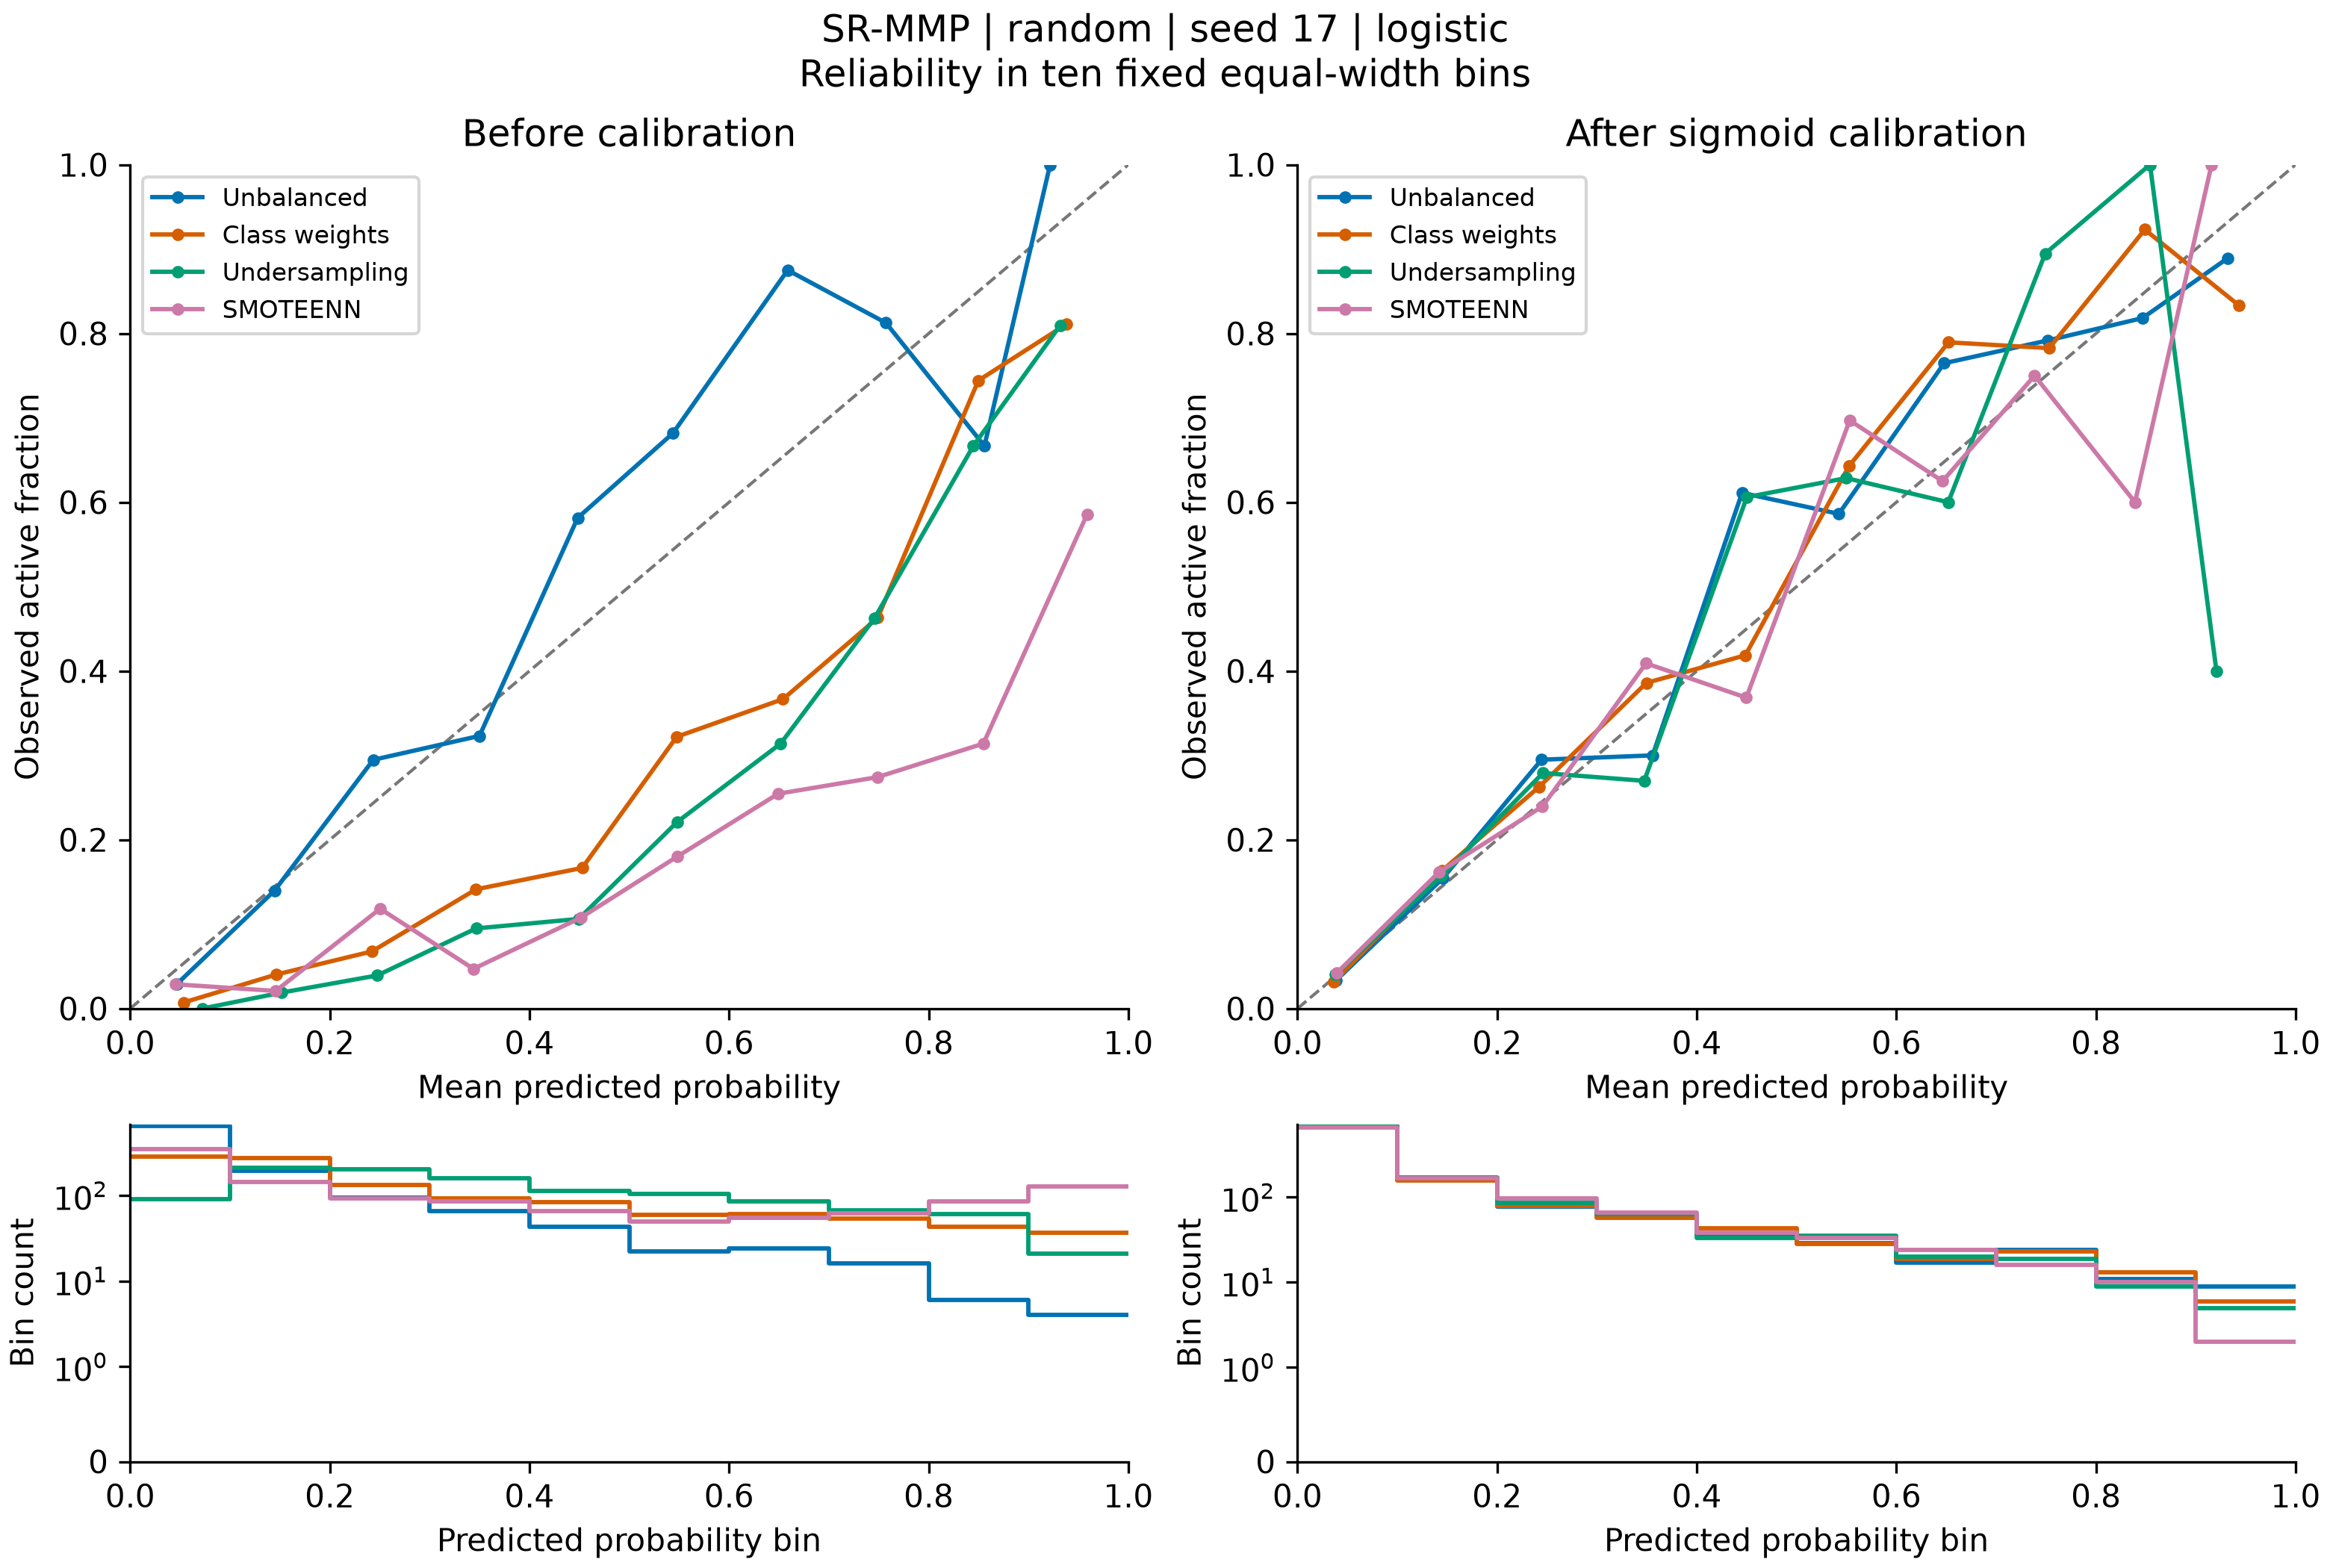 SR-MMP | random | seed 17 | logistic
Reliability in ten fixed equal-width bins
Before calibration
1.0
0.8
0.6
0.4
0.2
0.0
Observed active fraction
Unbalanced
Class weights
Undersampling
SMOTEENN
0.0 0.2 0.4 0.6 0.8 1.0
Mean predicted probability
After sigmoid calibration
1.0
0.8
0.6
0.4
0.2
0.0
Observed active fraction
Unbalanced
Class weights
Undersampling
SMOTEENN
0.0 0.2 0.4 0.6 0.8 1.0
Mean predicted probability
10²
10¹
10⁰
0
Bin count
0.0 0.2 0.4 0.6 0.8 1.0
Predicted probability bin
10²
10¹
10⁰
0
Bin count
0.0 0.2 0.4 0.6 0.8 1.0
Predicted probability bin